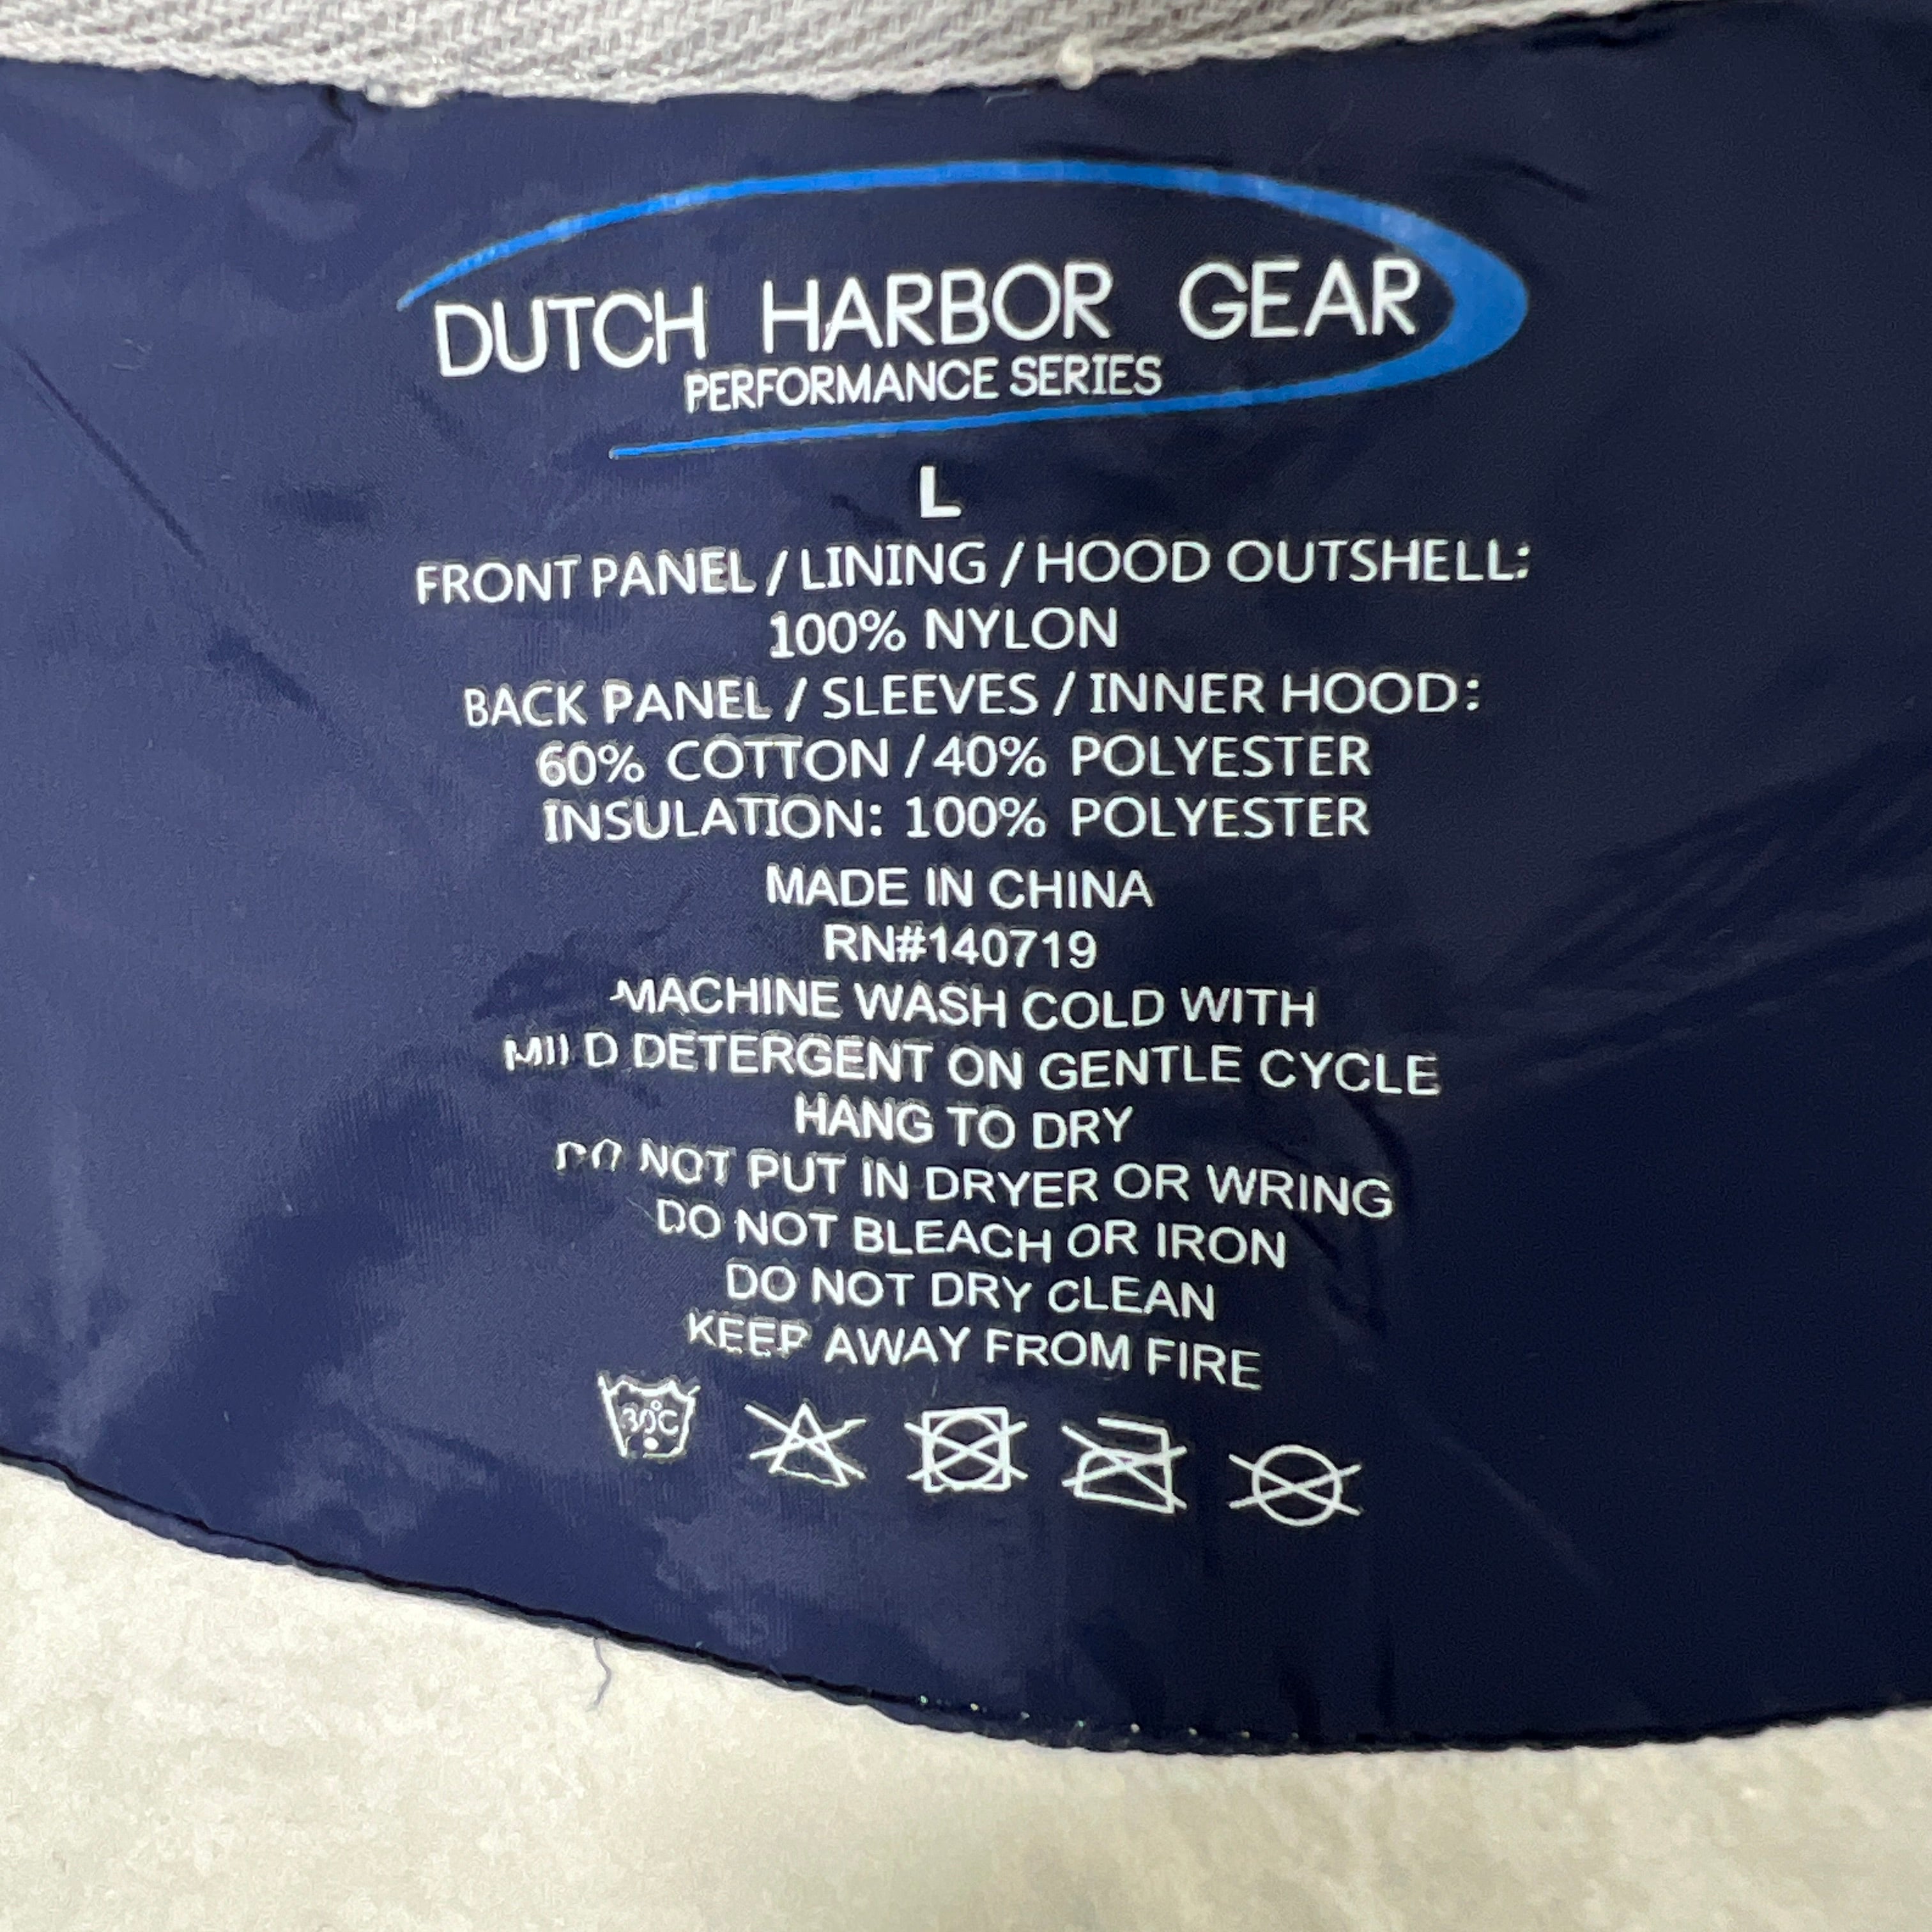 DUTCH HARBOR GEAR
PERFORMANCE SERIES
L
FRONT PANEL / LINING / HOOD OUTSHELL:
100% NYLON
BACK PANEL / SLEEVES / INNER HOOD:
60% COTTON / 40% POLYESTER
INSULATION: 100% POLYESTER
MADE IN CHINA
RN#140719
MACHINE WASH COLD WITH
MILD DETERGENT ON GENTLE CYCLE
HANG TO DRY
DO NOT PUT IN DRYER OR WRING
DO NOT BLEACH OR IRON
DO NOT DRY CLEAN
KEEP AWAY FROM FIRE
30°C